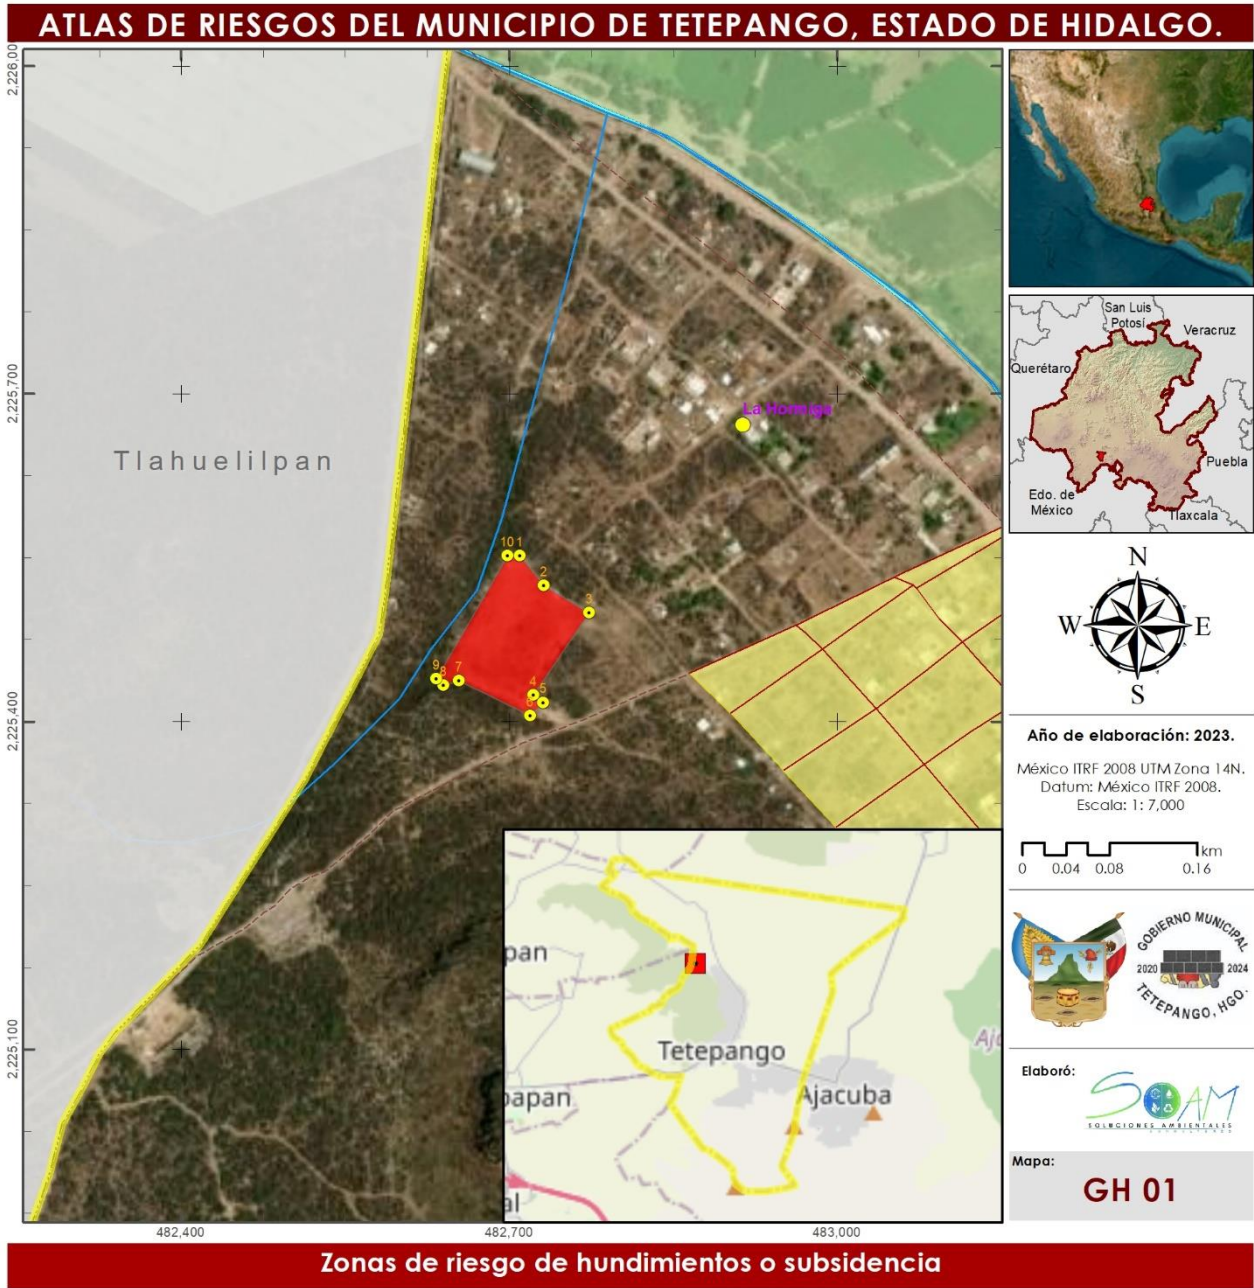 ATLAS DE RIESGOS DEL MUNICIPIO DE TETEPANGO, ESTADO DE HIDALGO.
2,226,00
2,225,700
2,225,400
2,225,100
482,400
482,700
483,000
Tlahuelilpan
La Hormiga
10
1
2
3
4
5
6
7
8
9
pan
Tetepango
Ajacuba
papan
al
San Luis
Potosí
Veracruz
Querétaro
Puebla
Edo. de
México
Tlaxcala
N
W
E
S
Año de elaboración: 2023.
México ITRF 2008 UTM Zona 14N.
Datum: México ITRF 2008.
Escala: 1: 7,000
km
0 0.04 0.08 0.16
GOBIERNO MUNICIPAL
2020 2024
TETEPANGO, HGO.
Elaboró:
SOAM
SOLUCIONES AMBIENTALES
Mapa:
GH 01
Zonas de riesgo de hundimientos o subsidencia